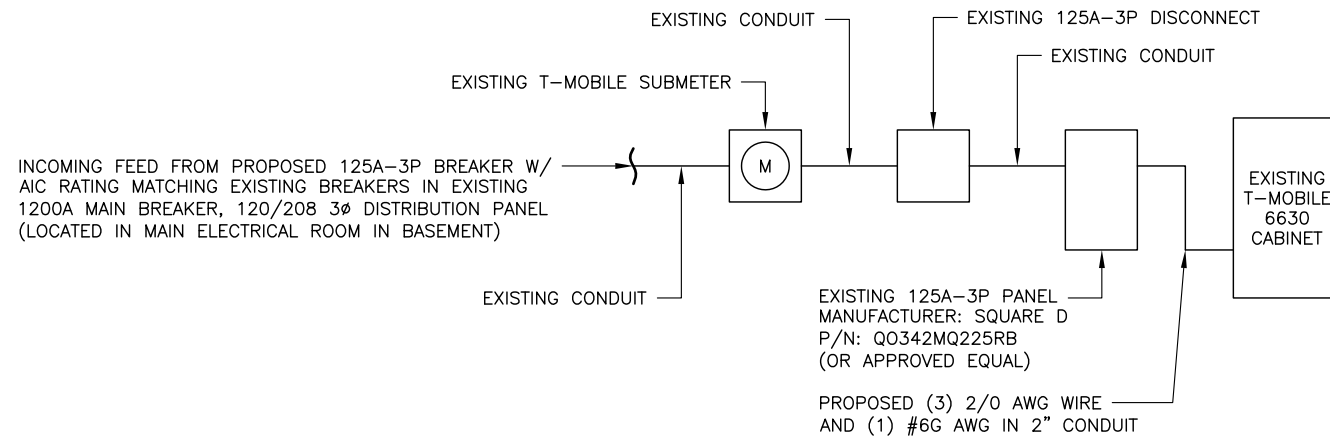 EXISTING CONDUIT
EXISTING 125A-3P DISCONNECT
EXISTING CONDUIT
EXISTING T-MOBILE SUBMETER
INCOMING FEED FROM PROPOSED 125A-3P BREAKER W/
AIC RATING MATCHING EXISTING BREAKERS IN EXISTING
1200A MAIN BREAKER, 120/208 3ø DISTRIBUTION PANEL
(LOCATED IN MAIN ELECTRICAL ROOM IN BASEMENT)
M
EXISTING
T-MOBILE
6630
CABINET
EXISTING CONDUIT
EXISTING 125A-3P PANEL
MANUFACTURER: SQUARE D
P/N: QO342MQ225RB
(OR APPROVED EQUAL)
PROPOSED (3) 2/0 AWG WIRE
AND (1) #6G AWG IN 2" CONDUIT